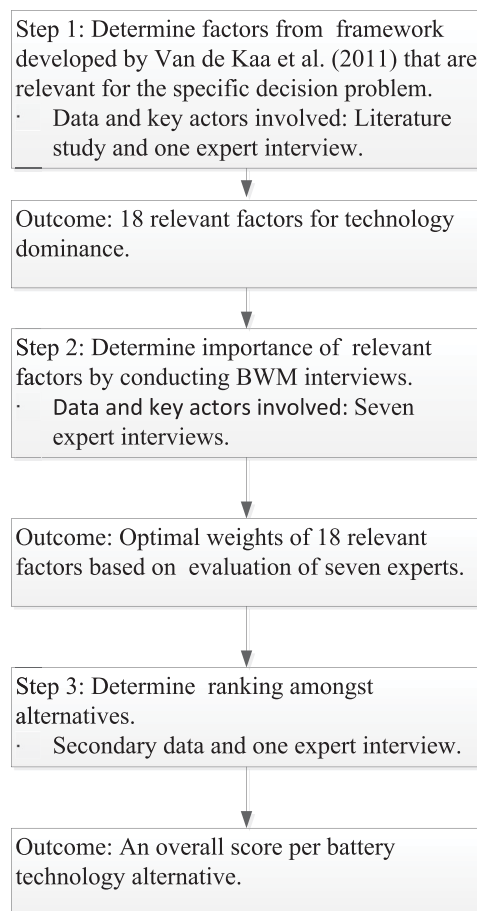 Step 1: Determine factors from framework
developed by Van de Kaa et al. (2011) that are
relevant for the specific decision problem.
· Data and key actors involved: Literature
study and one expert interview.
Outcome: 18 relevant factors for technology
dominance.
Step 2: Determine importance of relevant
factors by conducting BWM interviews.
· Data and key actors involved: Seven
expert interviews.
Outcome: Optimal weights of 18 relevant
factors based on evaluation of seven experts.
Step 3: Determine ranking amongst
alternatives.
· Secondary data and one expert interview.
Outcome: An overall score per battery
technology alternative.